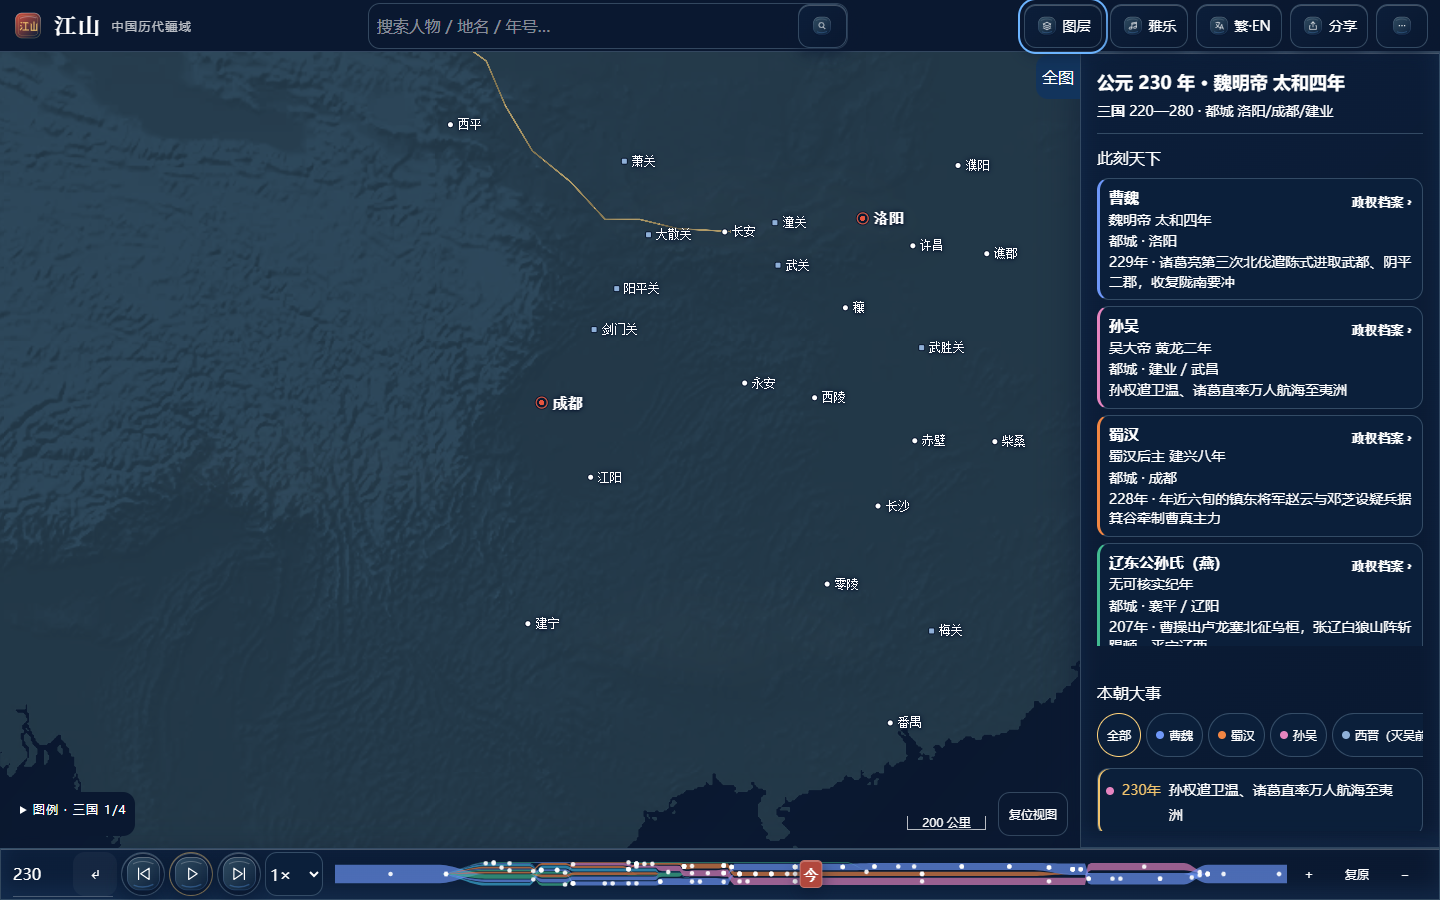 江山 江山 中国历代疆域
搜索人物 / 地名 / 年号...
图层
雅乐
繁·EN
分享
全图
西平
萧关
濮阳
大散关
长安
潼关
洛阳
许昌
谯郡
武关
阳平关
穰
剑门关
武胜关
永安
西陵
成都
赤壁
柴桑
江阳
长沙
零陵
建宁
梅关
番禺
图例 · 三国 1/4
200 公里
复位视图
公元 230 年 • 魏明帝 太和四年
三国 220—280 · 都城 洛阳/成都/建业
此刻天下
曹魏 政权档案 ›
魏明帝 太和四年
都城 · 洛阳
229年 · 诸葛亮第三次北伐遣陈式进取武都、阴平
二郡，收复陇南要冲
孙吴 政权档案 ›
吴大帝 黄龙二年
都城 · 建业 / 武昌
孙权遣卫温、诸葛直率万人航海至夷洲
蜀汉 政权档案 ›
蜀汉后主 建兴八年
都城 · 成都
228年 · 年近六旬的镇东将军赵云与邓芝设疑兵据
箕谷牵制曹真主力
辽东公孙氏（燕） 政权档案 ›
无可核实纪年
都城 · 襄平 / 辽阳
207年 · 曹操出卢龙塞北征乌桓，张辽白狼山阵斩
本朝大事
全部 曹魏 蜀汉 孙吴 西晋（灭吴前
230年 孙权遣卫温、诸葛直率万人航海至夷
洲
230
1×
今
+ 复原 −